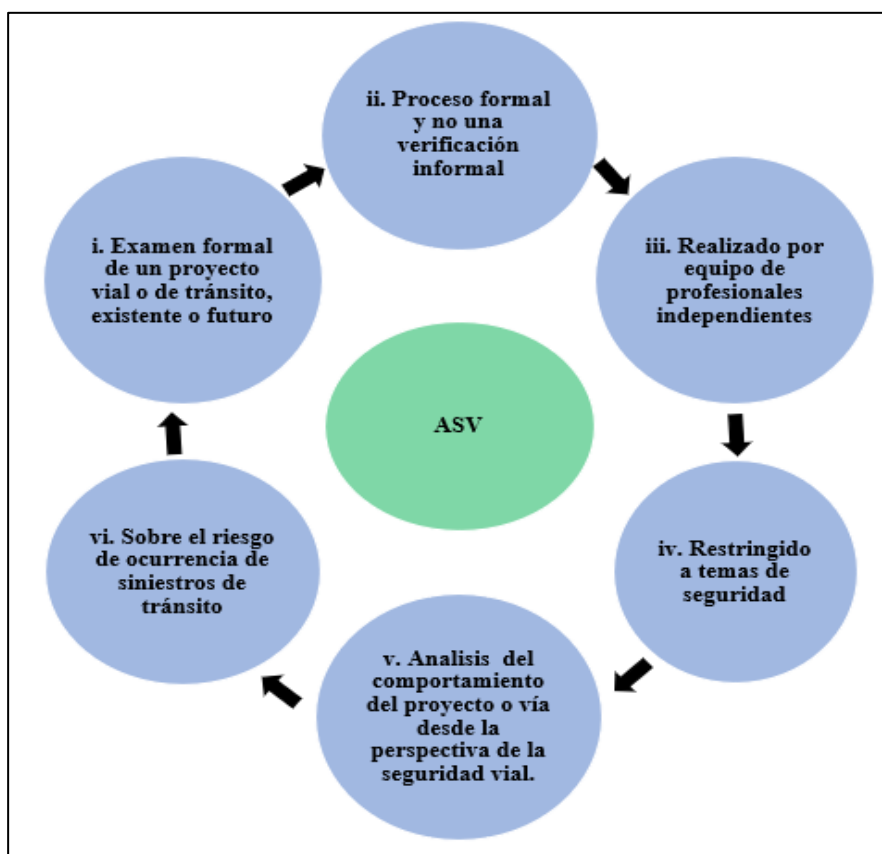 ii. Proceso formal
y no una
verificación
informal
i. Examen formal
de un proyecto
vial o de tránsito,
existente o futuro
iii. Realizado por
equipo de
profesionales
independientes
ASV
vi. Sobre el riesgo
de ocurrencia de
siniestros de
tránsito
iv. Restringido
a temas de
seguridad
v. Analisis del
comportamiento
del proyecto o vía
desde la
perspectiva de la
seguridad vial.